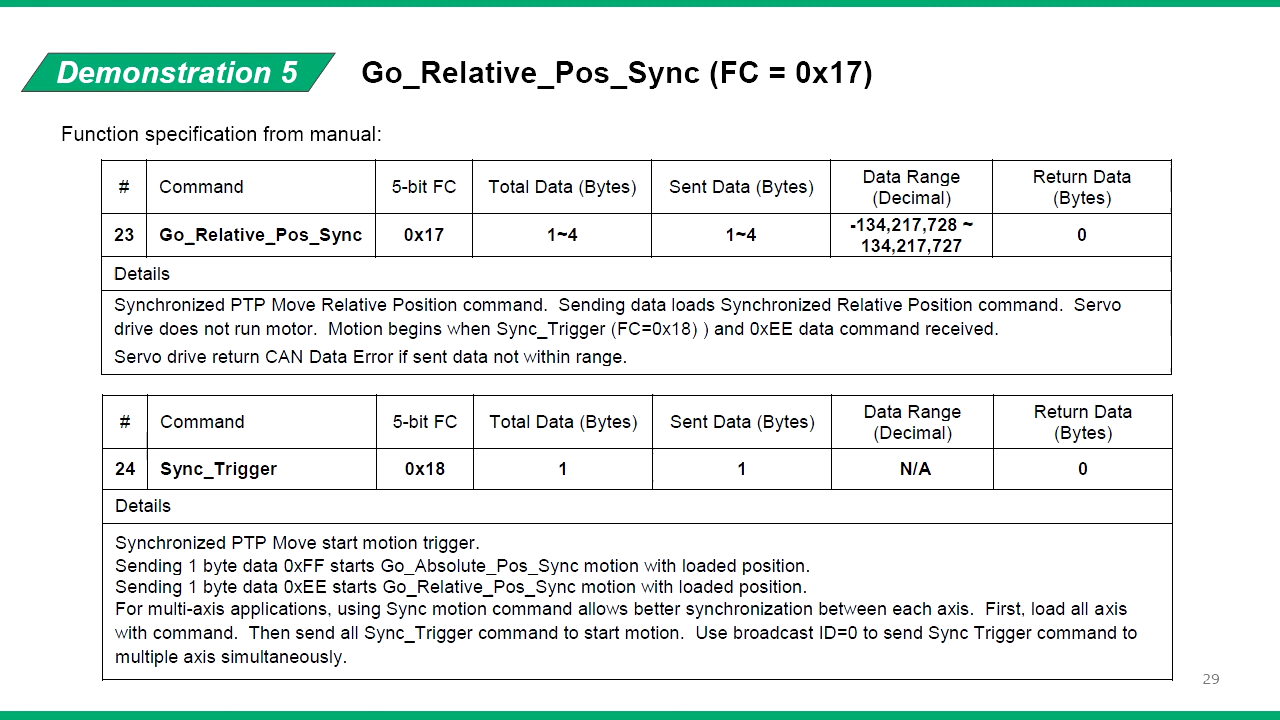 Demonstration 5
Go_Relative_Pos_Sync (FC = 0x17)
Function specification from manual:
# Command 5-bit FC Total Data (Bytes) Sent Data (Bytes) Data Range (Decimal) Return Data (Bytes)
23 Go_Relative_Pos_Sync 0x17 1~4 1~4 -134,217,728 ~ 134,217,727 0
Details
Synchronized PTP Move Relative Position command.  Sending data loads Synchronized Relative Position command.  Servo
drive does not run motor.  Motion begins when Sync_Trigger (FC=0x18) ) and 0xEE data command received.
Servo drive return CAN Data Error if sent data not within range.
# Command 5-bit FC Total Data (Bytes) Sent Data (Bytes) Data Range (Decimal) Return Data (Bytes)
24 Sync_Trigger 0x18 1 1 N/A 0
Details
Synchronized PTP Move start motion trigger.
Sending 1 byte data 0xFF starts Go_Absolute_Pos_Sync motion with loaded position.
Sending 1 byte data 0xEE starts Go_Relative_Pos_Sync motion with loaded position.
For multi-axis applications, using Sync motion command allows better synchronization between each axis.  First, load all axis
with command.  Then send all Sync_Trigger command to start motion.  Use broadcast ID=0 to send Sync Trigger command to
multiple axis simultaneously.
29